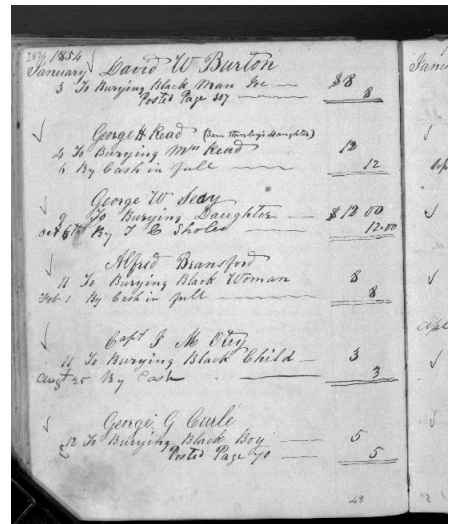 1854
January David W Burton
3 To Burying Black Man $8
Posted Page 307 8
George H. Read (Sam Stanley's daughter)
4 To Burying Mrs Read 12
6 By Cash in full 12
George W
9 To Burying Daughter $12 00
Oct 6th By T C Sholes 12.00
Alfred Bransford
11 To Burying Black Woman 8
Feb 1 By Cash in full 8
Capt J M Otey
11 To Burying Black Child 3
Augt 25 By Cash 3
George G Curle
12 To Burying Black Boy 5
Posted Page 70 5
48